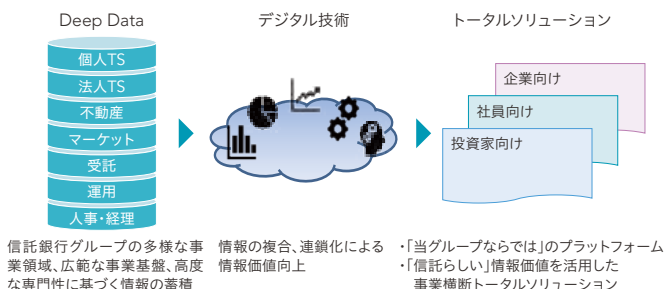 Deep Data
デジタル技術
トータルソリューション
個人TS
法人TS
不動産
マーケット
受託
運用
人事・経理
企業向け
社員向け
投資家向け
信託銀行グループの多様な事
業領域、広範な事業基盤、高度
な専門性に基づく情報の蓄積
情報の複合、連鎖化による
情報価値向上
・「当グループならでは」のプラットフォーム
・「信託らしい」情報価値を活用した
事業横断トータルソリューション